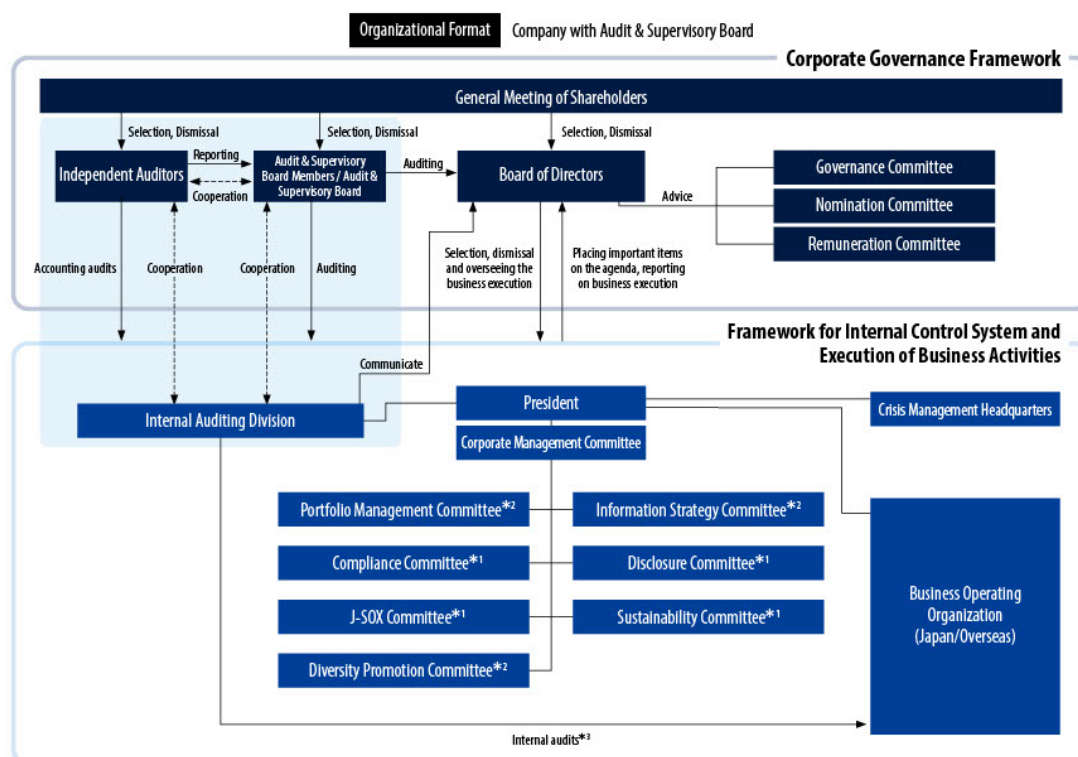 Organizational Format
Company with Audit & Supervisory Board
Corporate Governance Framework
General Meeting of Shareholders
Selection, Dismissal
Selection, Dismissal
Selection, Dismissal
Independent Auditors
Reporting
Cooperation
Audit & Supervisory
Board Members / Audit &
Supervisory Board
Auditing
Board of Directors
Advice
Governance Committee
Nomination Committee
Remuneration Committee
Accounting audits
Cooperation
Cooperation
Auditing
Selection, dismissal
and overseeing the
business execution
Placing important items
on the agenda, reporting
on business execution
Framework for Internal Control System and
Execution of Business Activities
Communicate
Internal Auditing Division
President
Corporate Management Committee
Crisis Management Headquarters
Portfolio Management Committee*2
Information Strategy Committee*2
Compliance Committee*1
Disclosure Committee*1
J-SOX Committee*1
Sustainability Committee*1
Diversity Promotion Committee*2
Business Operating
Organization
(Japan/Overseas)
Internal audits*3